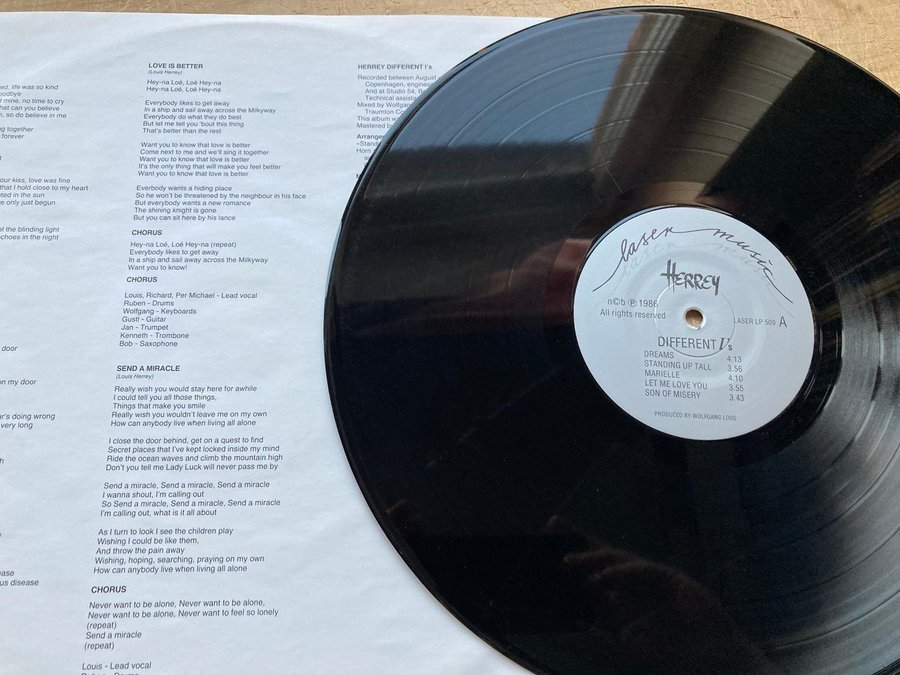 ed, life was so kind
oodbye
l mine, no time to cry
that can you believe
n, so do believe in me
ng together
forever
our kiss, love was fine
that I hold close to my heart
ted in the sun
e only just begun
el the blinding light
echoes in the night
door
n my door
ar's doing wrong
very long
ease
us disease
LOVE IS BETTER
(Louis Herrey)
Hey-na Loé, Loé Hey-na
Hey-na Loé, Loé Hey-na
Everybody likes to get away
In a ship and sail away across the Milkyway
Everybody do what they do best
But let me tell you 'bout this thing
That's better than the rest
Want you to know that love is better
Come next to me and we'll sing it together
Want you to know that love is better
It's the only thing that will make you feel better
Want you to know that love is better
Everbody wants a hiding place
So he won't be threatened by the neighbour in his face
But everybody wants a new romance
The shining knight is gone
But you can sit here by his lance
CHORUS
Hey-na Loé, Loé Hey-na (repeat)
Everybody likes to get away
In a ship and sail away across the Milkyway
Want you to know!
CHORUS
Louis, Richard, Per Michael - Lead vocal
Ruben - Drums
Wolfgang - Keyboards
Gustl - Guitar
Jan - Trumpet
Kenneth - Trombone
Bob - Saxophone
SEND A MIRACLE
(Louis Herrey)
Really wish you would stay here for awhile
I could tell you all those things,
Things that make you smile
Really wish you wouldn't leave me on my own
How can anybody live when living all alone
I close the door behind, get on a quest to find
Secret places that I've kept locked inside my mind
Ride the ocean waves and climb the mountain high
Don't you tell me Lady Luck will never pass me by
Send a miracle, Send a miracle, Send a miracle
I wanna shout, I'm calling out
So Send a miracle, Send a miracle, Send a miracle
I'm calling out, what is it all about
As I turn to look I see the children play
Wishing I could be like them,
And throw the pain away
Wishing, hoping, searching, praying on my own
How can anybody live when living all alone
CHORUS
Never want to be alone, Never want to be alone,
Never want to be alone, Never want to feel so lonely
(repeat)
Send a miracle
(repeat)
Louis - Lead vocal
Ruben - Drums
HERREY DIFFERENT I's
Recorded between August
Copenhagen, engineer
And at Studio 54, B
Technical assistan
Mixed by Wolfgang
Traumton
This album w
Mastered b
Arrange
«Stand
Horn
laser music
HERREY
n©b ℗ 1986
All rights reserved
LASER LP 509 A
DIFFERENT I's
DREAMS 4.13
STANDING UP TALL 3.56
MARIELLE 4.10
LET ME LOVE YOU 3.55
SON OF MISERY 3.43
PRODUCED BY WOLFGANG LOOS